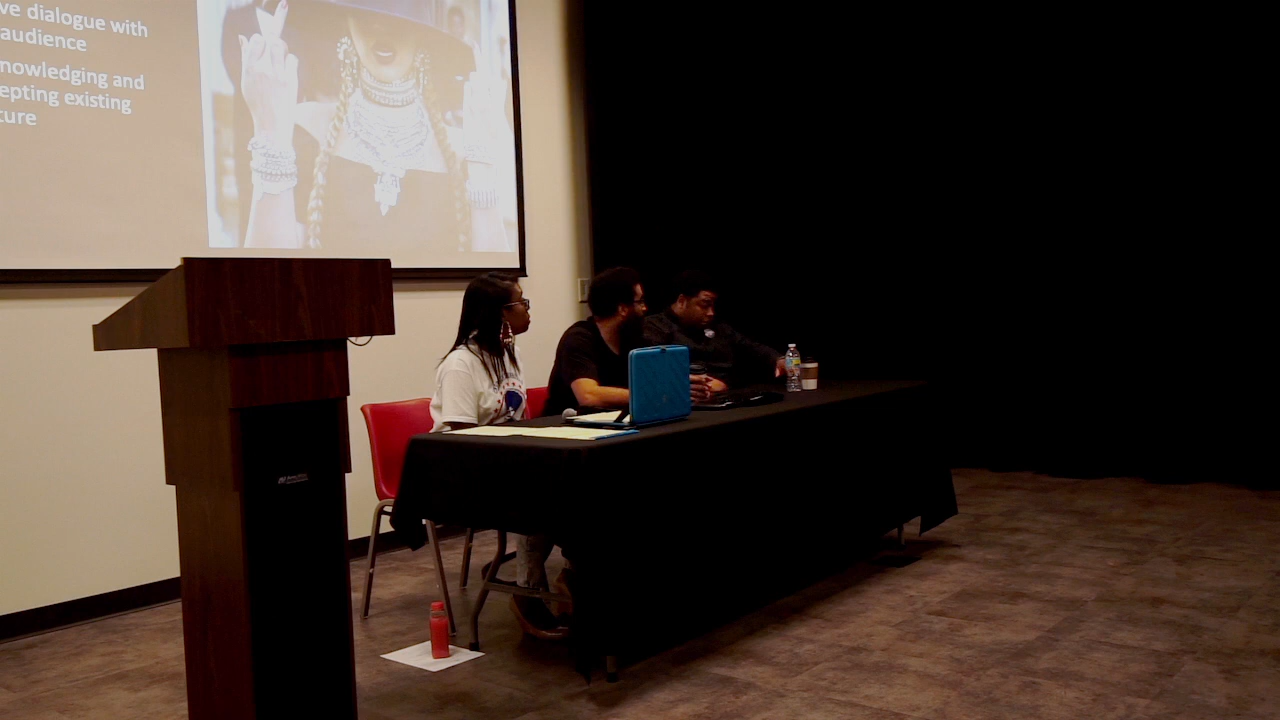 ve dialogue with
audience
nowledging and
epting existing
ture